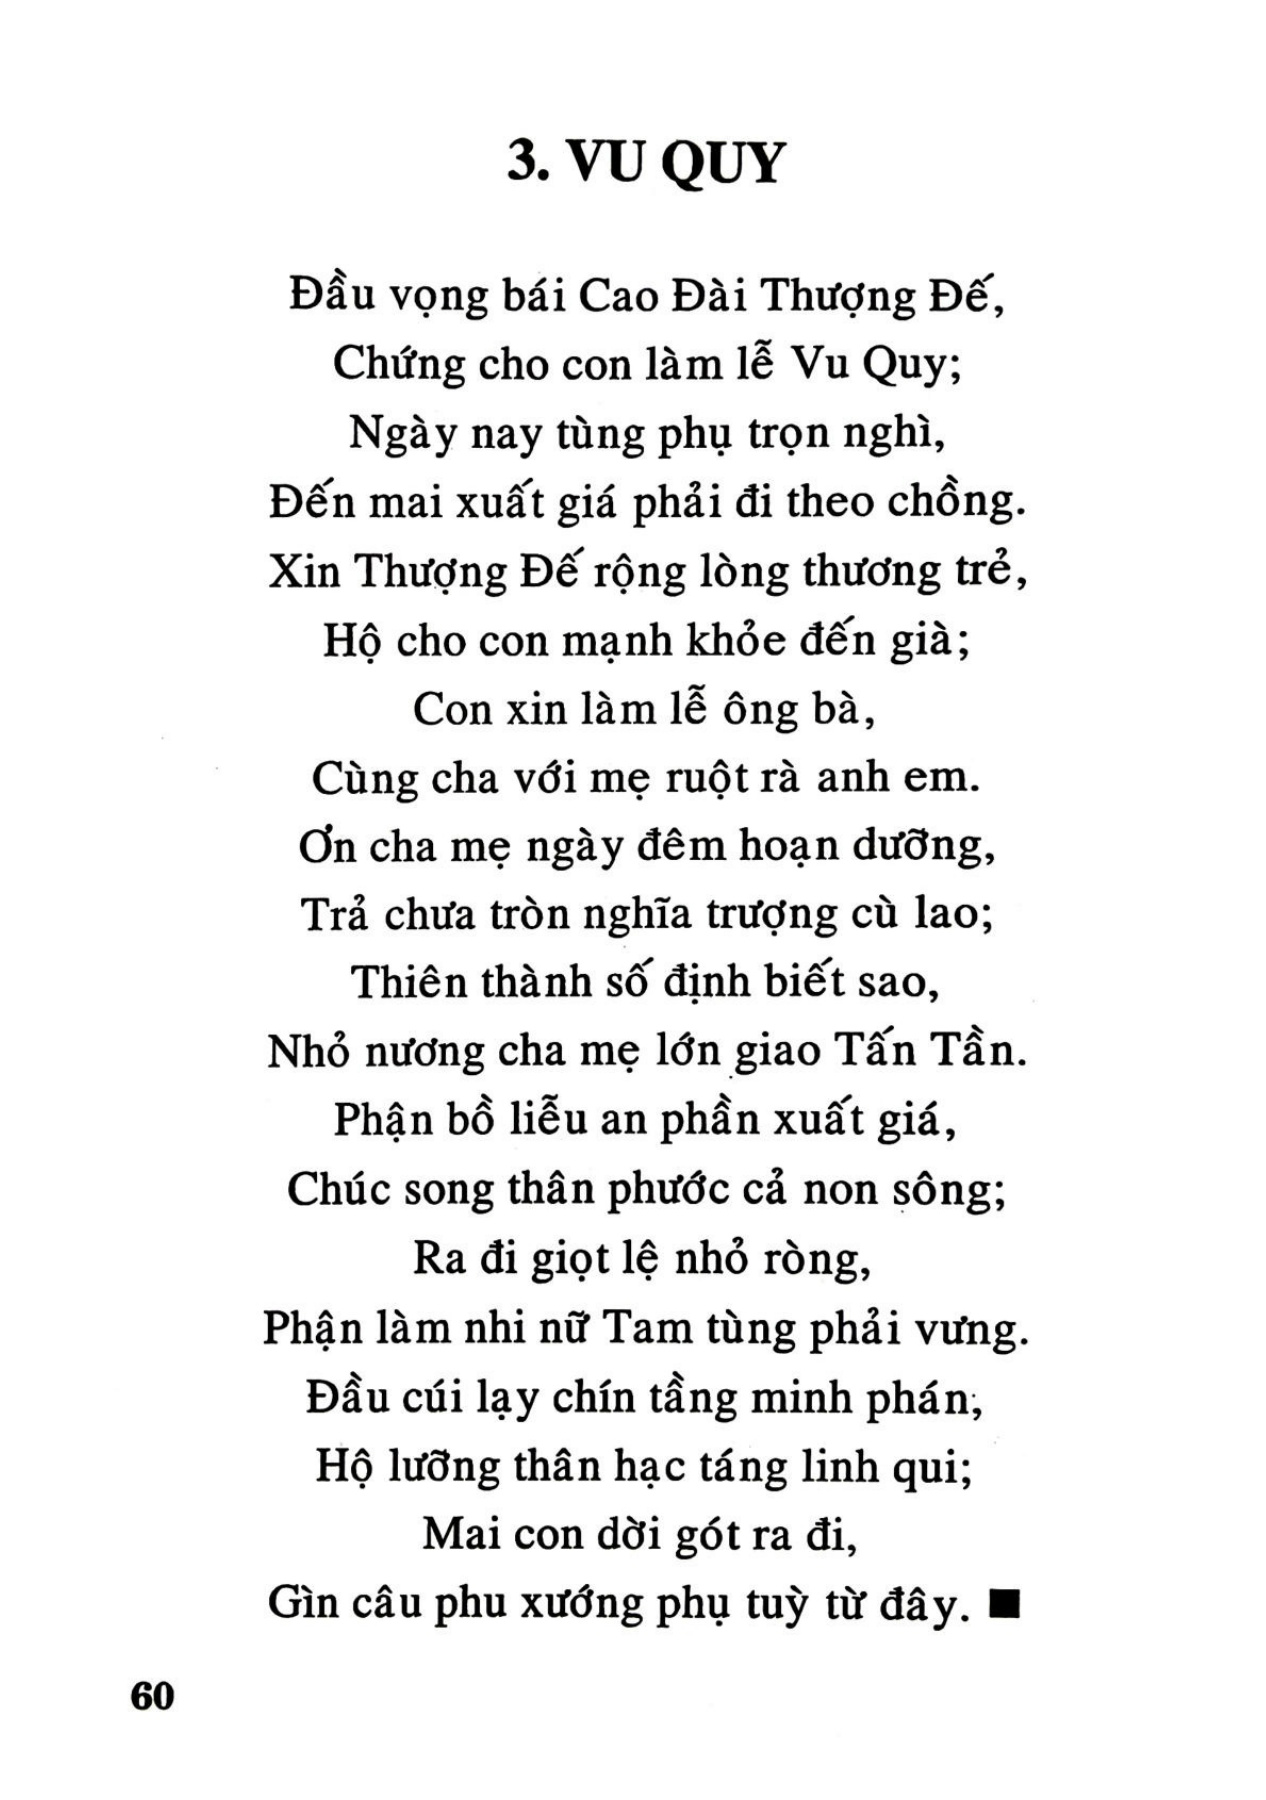 3. VU QUY
Đầu vọng bái Cao Đài Thượng Đế,
Chứng cho con làm lễ Vu Quy;
Ngày nay tùng phụ trọn nghì,
Đến mai xuất giá phải đi theo chồng.
Xin Thượng Đế rộng lòng thương trẻ,
Hộ cho con mạnh khỏe đến già;
Con xin làm lễ ông bà,
Cùng cha với mẹ ruột rà anh em.
Ơn cha mẹ ngày đêm hoạn dưỡng,
Trả chưa tròn nghĩa trượng cù lao;
Thiên thành số định biết sao,
Nhỏ nương cha mẹ lớn giao Tấn Tần.
Phận bồ liễu an phần xuất giá,
Chúc song thân phước cả non sông;
Ra đi giọt lệ nhỏ ròng,
Phận làm nhi nữ Tam tùng phải vưng.
Đầu cúi lạy chín tầng minh phán;
Hộ lưỡng thân hạc táng linh qui;
Mai con dời gót ra đi,
Gìn câu phu xướng phụ tuỳ từ đây. ■
60